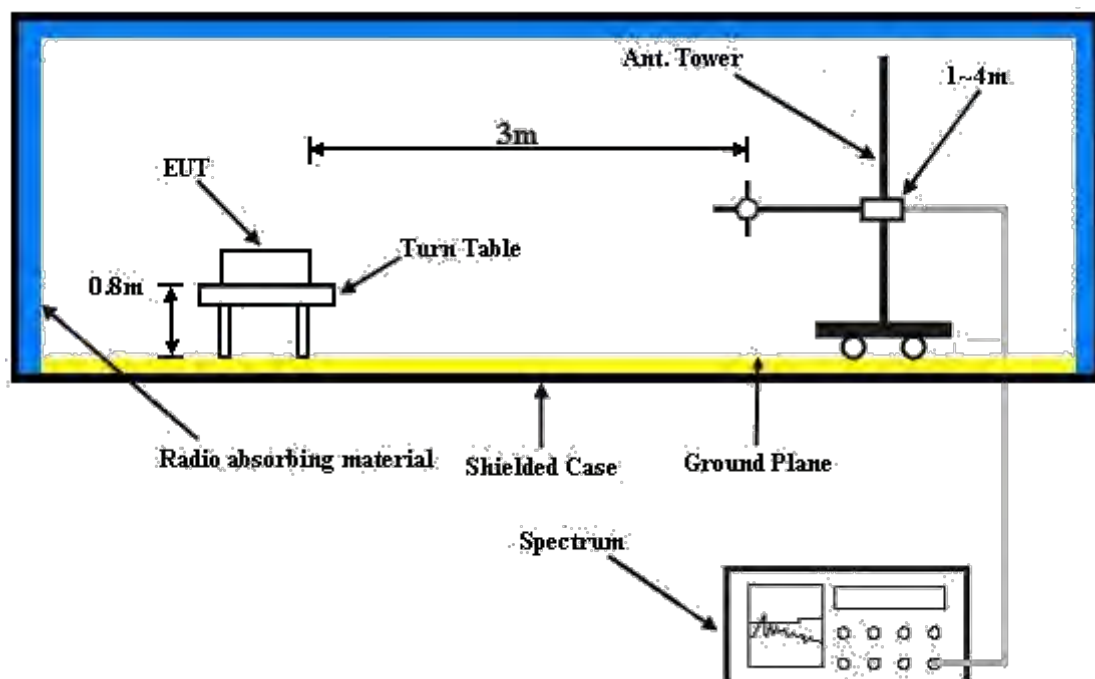 Ant. Tower
1~4m
3m
EUT
Turn Table
0.8m
Radio absorbing material
Shielded Case
Ground Plane
Spectrum